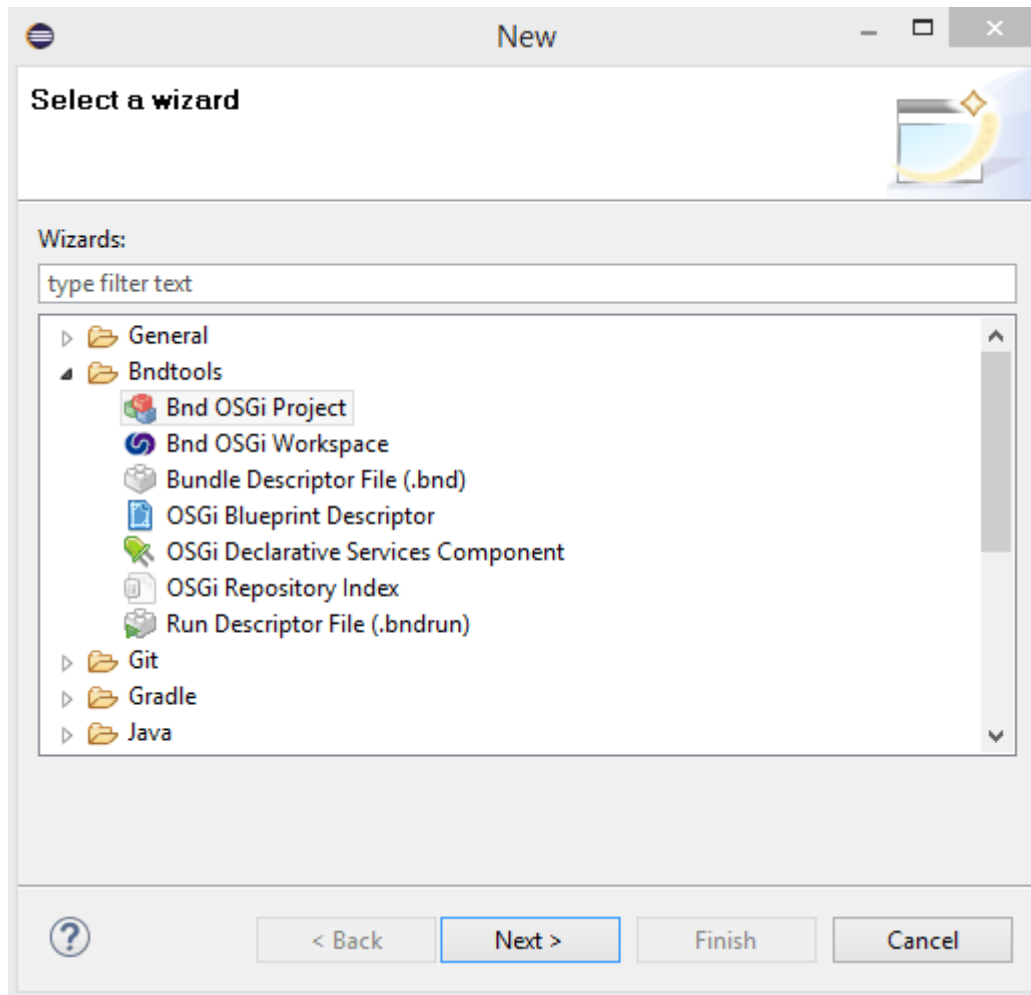 New
Select a wizard
Wizards:
type filter text
General
Bndtools
Bnd OSGi Project
Bnd OSGi Workspace
Bundle Descriptor File (.bnd)
OSGi Blueprint Descriptor
OSGi Declarative Services Component
OSGi Repository Index
Run Descriptor File (.bndrun)
Git
Gradle
Java
< Back Next > Finish Cancel